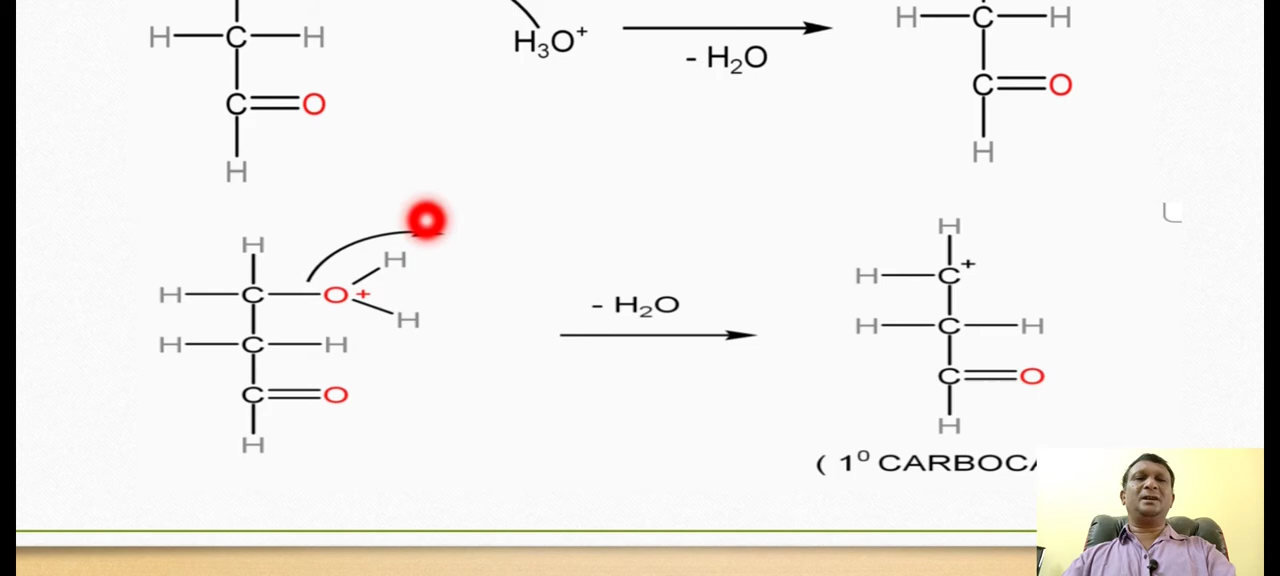 H—C—H
H₃O⁺
- H₂O
C=O
H
H—C—H
C=O
H
H
H—C—O+
H
H
H—C—H
C=O
H
- H₂O
H
H—C+
H—C—H
C=O
H
( 1⁰ CARBOCA